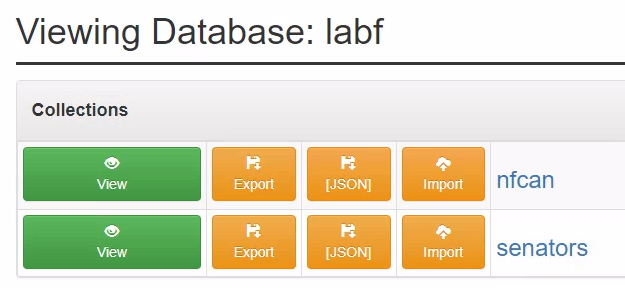 Viewing Database: labf
Collections
View Export [JSON] Import nfcan
View Export [JSON] Import senators